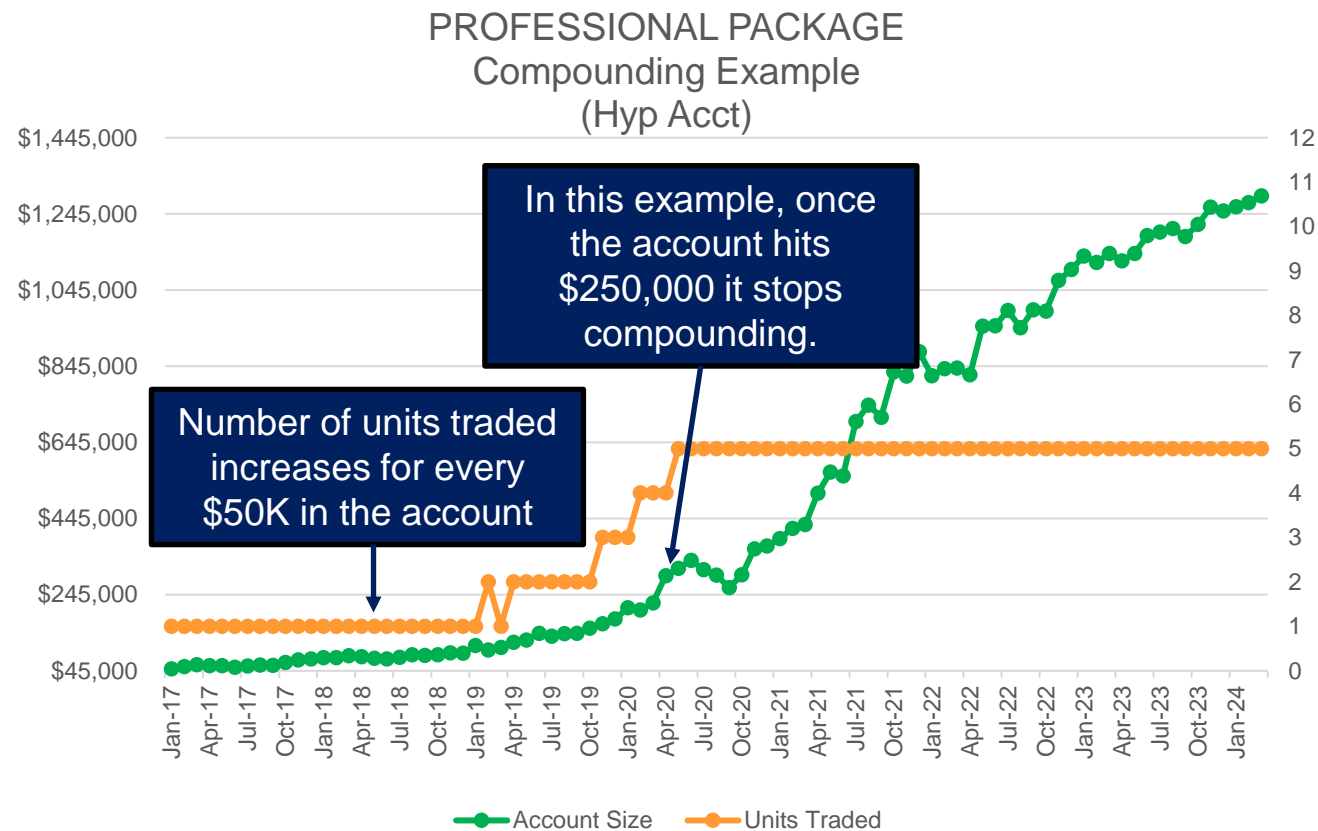 PROFESSIONAL PACKAGE
Compounding Example
(Hyp Acct)
$1,445,000
$1,245,000
$1,045,000
$845,000
$645,000
$445,000
$245,000
$45,000
12
11
10
9
8
7
6
5
4
3
2
1
0
In this example, once
the account hits
$250,000 it stops
compounding.
Number of units traded
increases for every
$50K in the account
Jan-17
Apr-17
Jul-17
Oct-17
Jan-18
Apr-18
Jul-18
Oct-18
Jan-19
Apr-19
Jul-19
Oct-19
Jan-20
Apr-20
Jul-20
Oct-20
Jan-21
Apr-21
Jul-21
Oct-21
Jan-22
Apr-22
Jul-22
Oct-22
Jan-23
Apr-23
Jul-23
Oct-23
Jan-24
Account Size
Units Traded